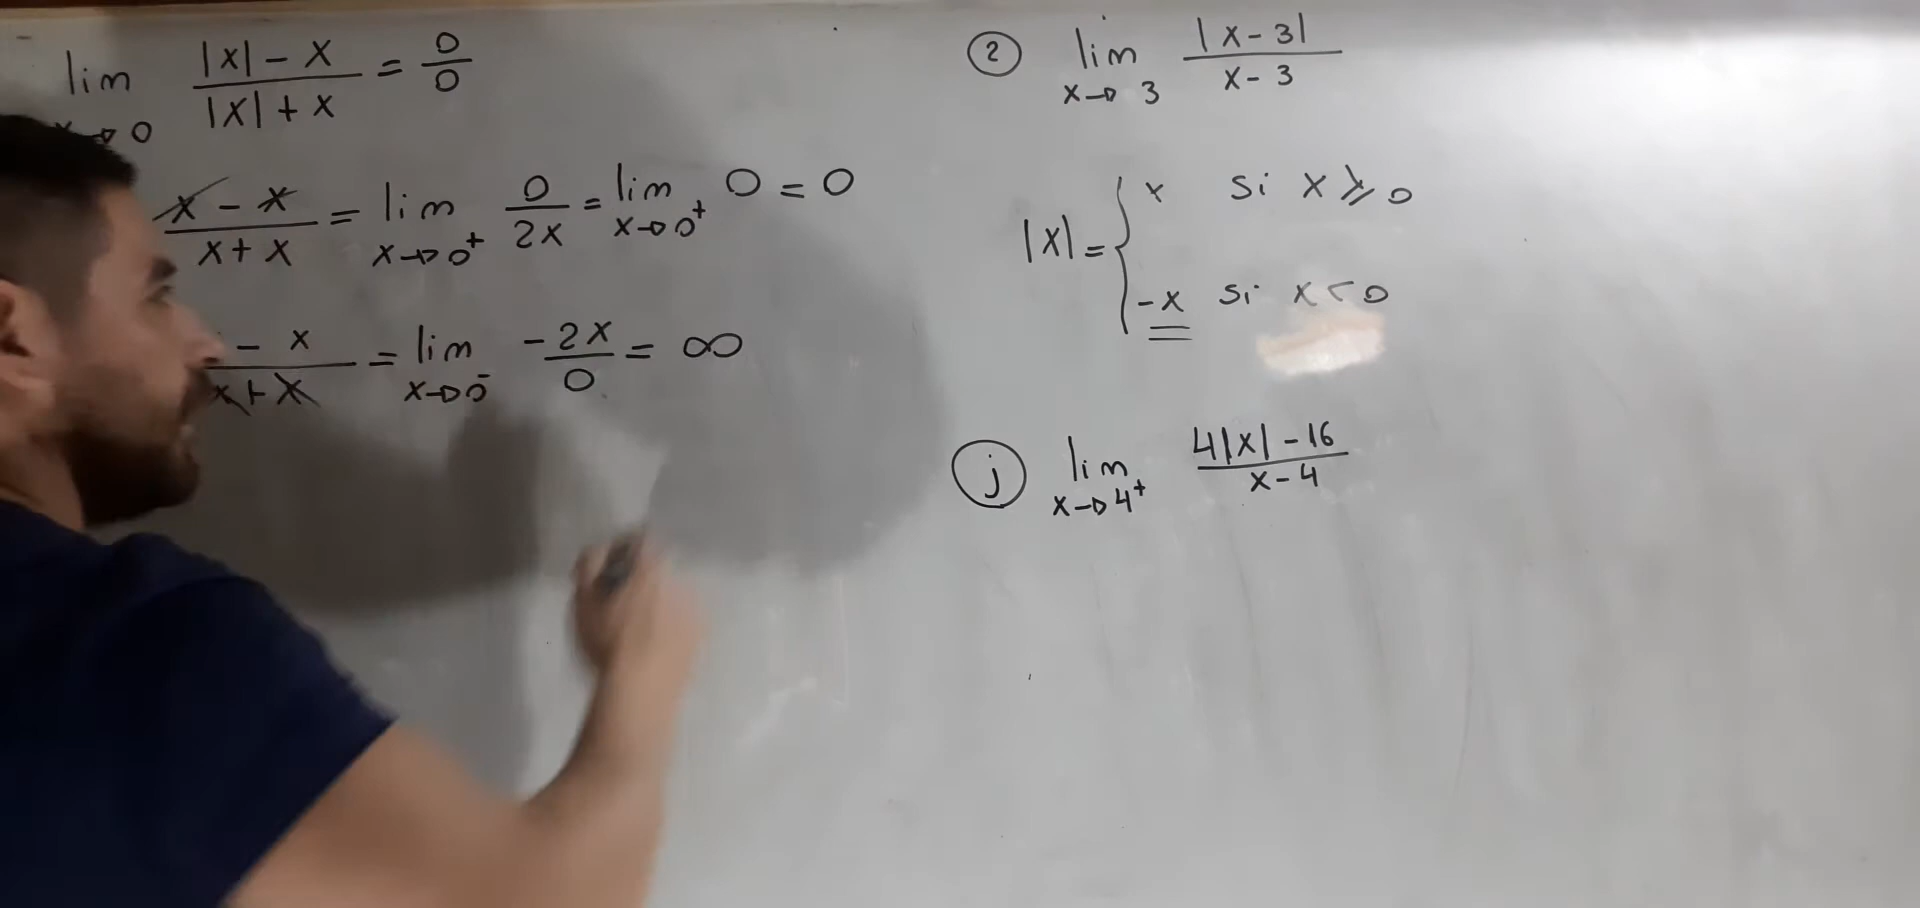 lim |x| - x / |x| + x = 0/0
x → 0
x - x / x + x = lim x→0⁺ 0 / 2x = lim x→0⁺ 0 = 0
- x / x + x = lim x→0⁻ -2x / 0 = ∞
② lim x→3 |x - 3| / x - 3
|x| = { x si x ≥ 0
-x si x < 0
ⓙ lim x→4⁺ 4|x| - 16 / x - 4